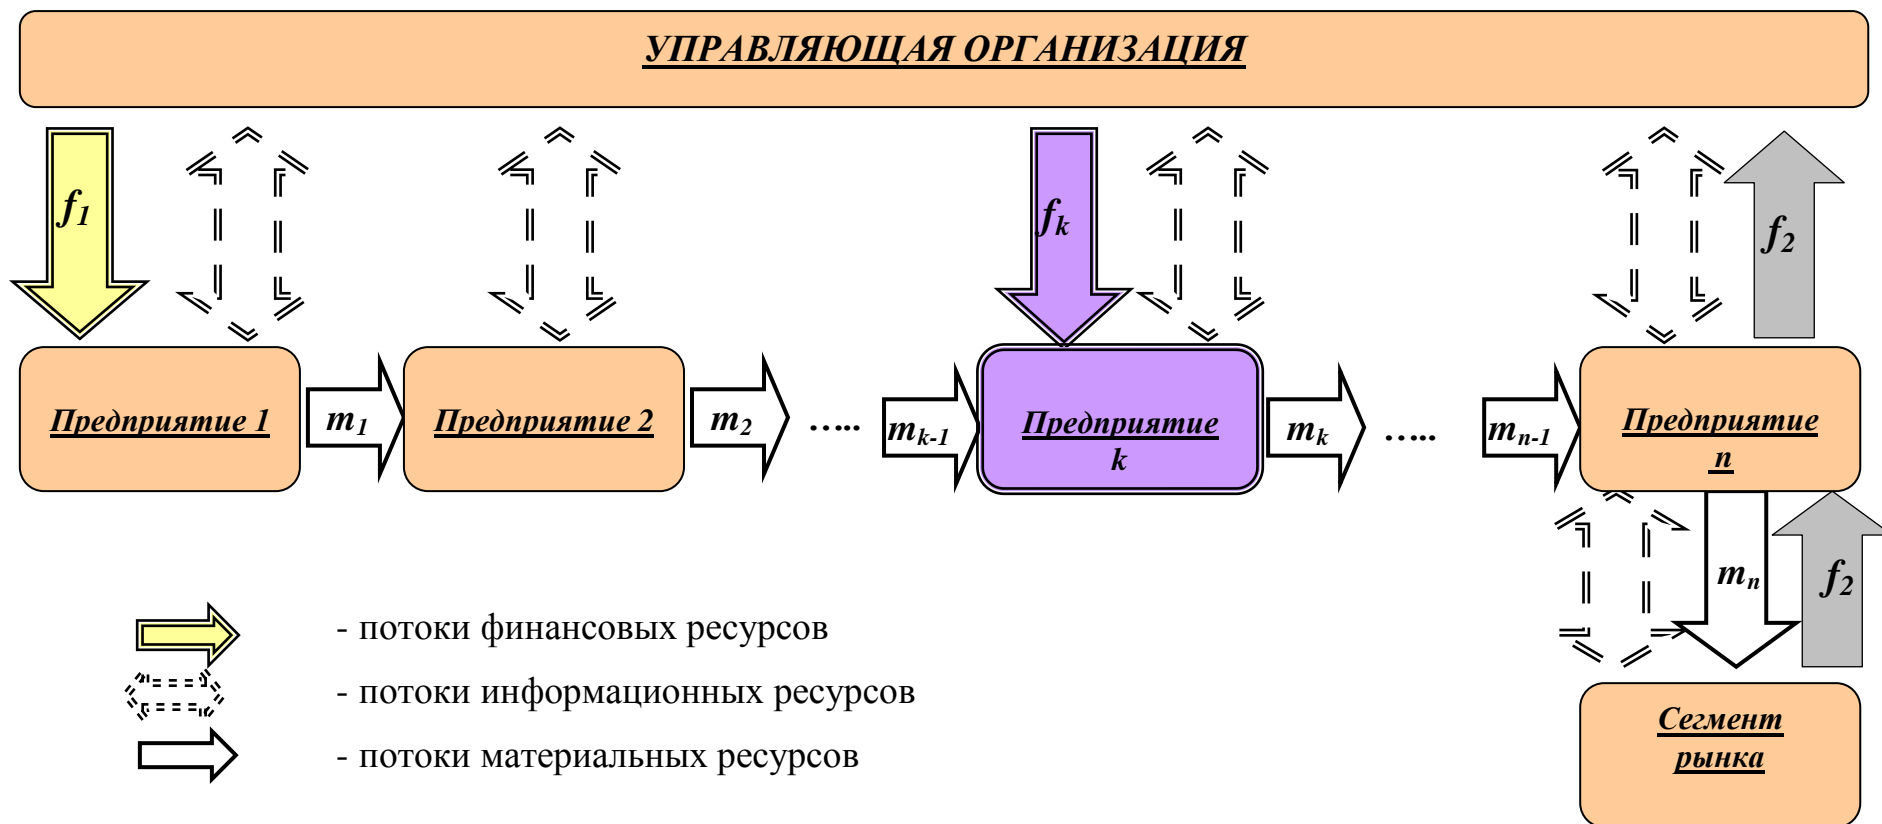 УПРАВЛЯЮЩАЯ ОРГАНИЗАЦИЯ
f1
fk
f2
Предприятие 1
m1
Предприятие 2
m2
…..
mk-1
Предприятие
k
mk
…..
mn-1
Предприятие
n
mn
f2
- потоки финансовых ресурсов
- потоки информационных ресурсов
- потоки материальных ресурсов
Сегмент
рынка